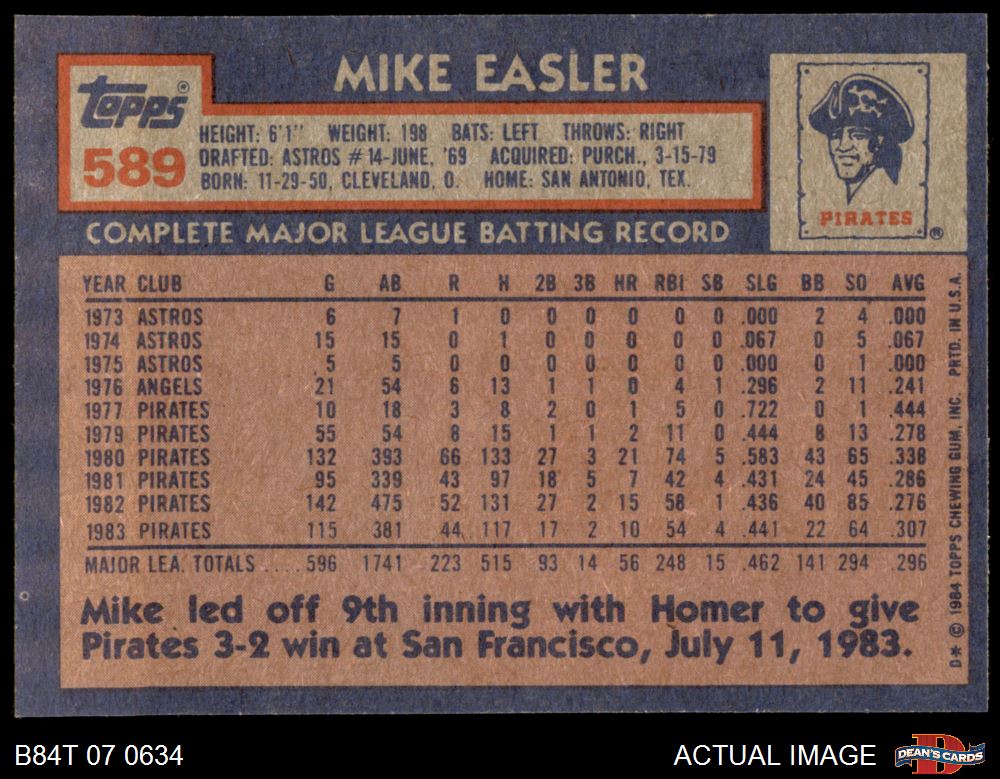 MIKE EASLER
Topps®
589
HEIGHT: 6'1" WEIGHT: 198 BATS: LEFT THROWS: RIGHT
DRAFTED: ASTROS #14-JUNE, '69 ACQUIRED: PURCH., 3-15-79
BORN: 11-29-50, CLEVELAND, O. HOME: SAN ANTONIO, TEX.
PIRATES®
COMPLETE MAJOR LEAGUE BATTING RECORD
YEAR CLUB G AB R H 2B 3B HR RBI SB SLG BB SO AVG
1973 ASTROS 6 7 1 0 0 0 0 0 0 .000 2 4 .000
1974 ASTROS 15 15 0 1 0 0 0 0 0 .067 0 5 .067
1975 ASTROS 5 5 0 0 0 0 0 0 0 .000 0 1 .000
1976 ANGELS 21 54 6 13 1 1 0 4 1 .296 2 11 .241
1977 PIRATES 10 18 3 8 2 0 1 5 0 .722 0 1 .444
1979 PIRATES 55 54 8 15 1 1 2 11 0 .444 8 13 .278
1980 PIRATES 132 393 66 133 27 3 21 74 5 .583 43 65 .338
1981 PIRATES 95 339 43 97 18 5 7 42 4 .431 24 45 .286
1982 PIRATES 142 475 52 131 27 2 15 58 1 .436 40 85 .276
1983 PIRATES 115 381 44 117 17 2 10 54 4 .441 22 64 .307
MAJOR LEA. TOTALS ....596 1741 223 515 93 14 56 248 15 .462 141 294 .296
Mike led off 9th inning with Homer to give
Pirates 3-2 win at San Francisco, July 11, 1983.
D* © 1984 TOPPS CHEWING GUM, INC. PRTD. IN U.S.A.
B84T 07 0634
ACTUAL IMAGE
D
DEAN'S CARDS